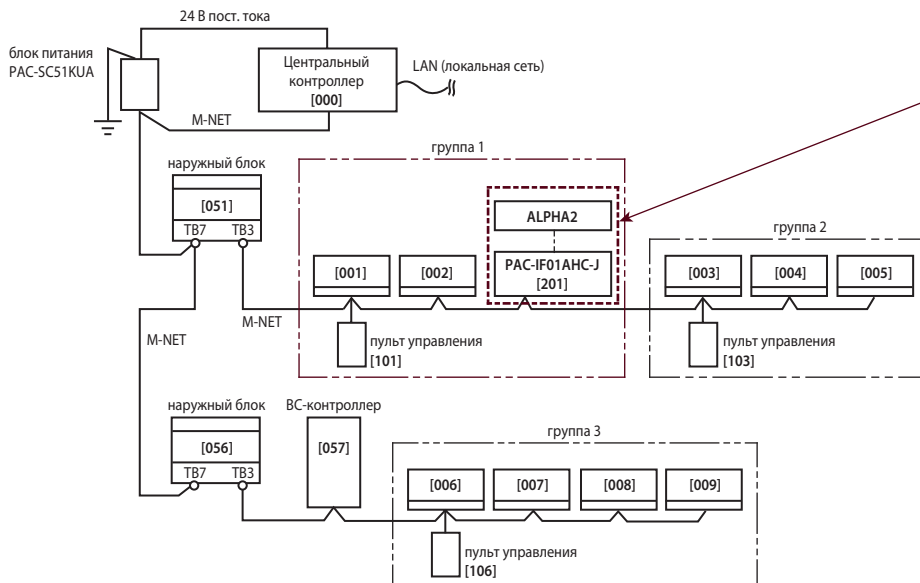 24 В пост. тока
блок питания
PAC-SC51KUA
Центральный
контроллер
[000]
LAN (локальная сеть)
M-NET
группа 1
наружный блок
[051]
TB7 TB3
ALPHA2
PAC-IF01AHC-J
[201]
[001]
[002]
группа 2
[003]
[004]
[005]
M-NET
M-NET
пульт управления
[101]
пульт управления
[103]
наружный блок
[056]
TB7 TB3
BC-контроллер
[057]
группа 3
[006]
[007]
[008]
[009]
пульт управления
[106]